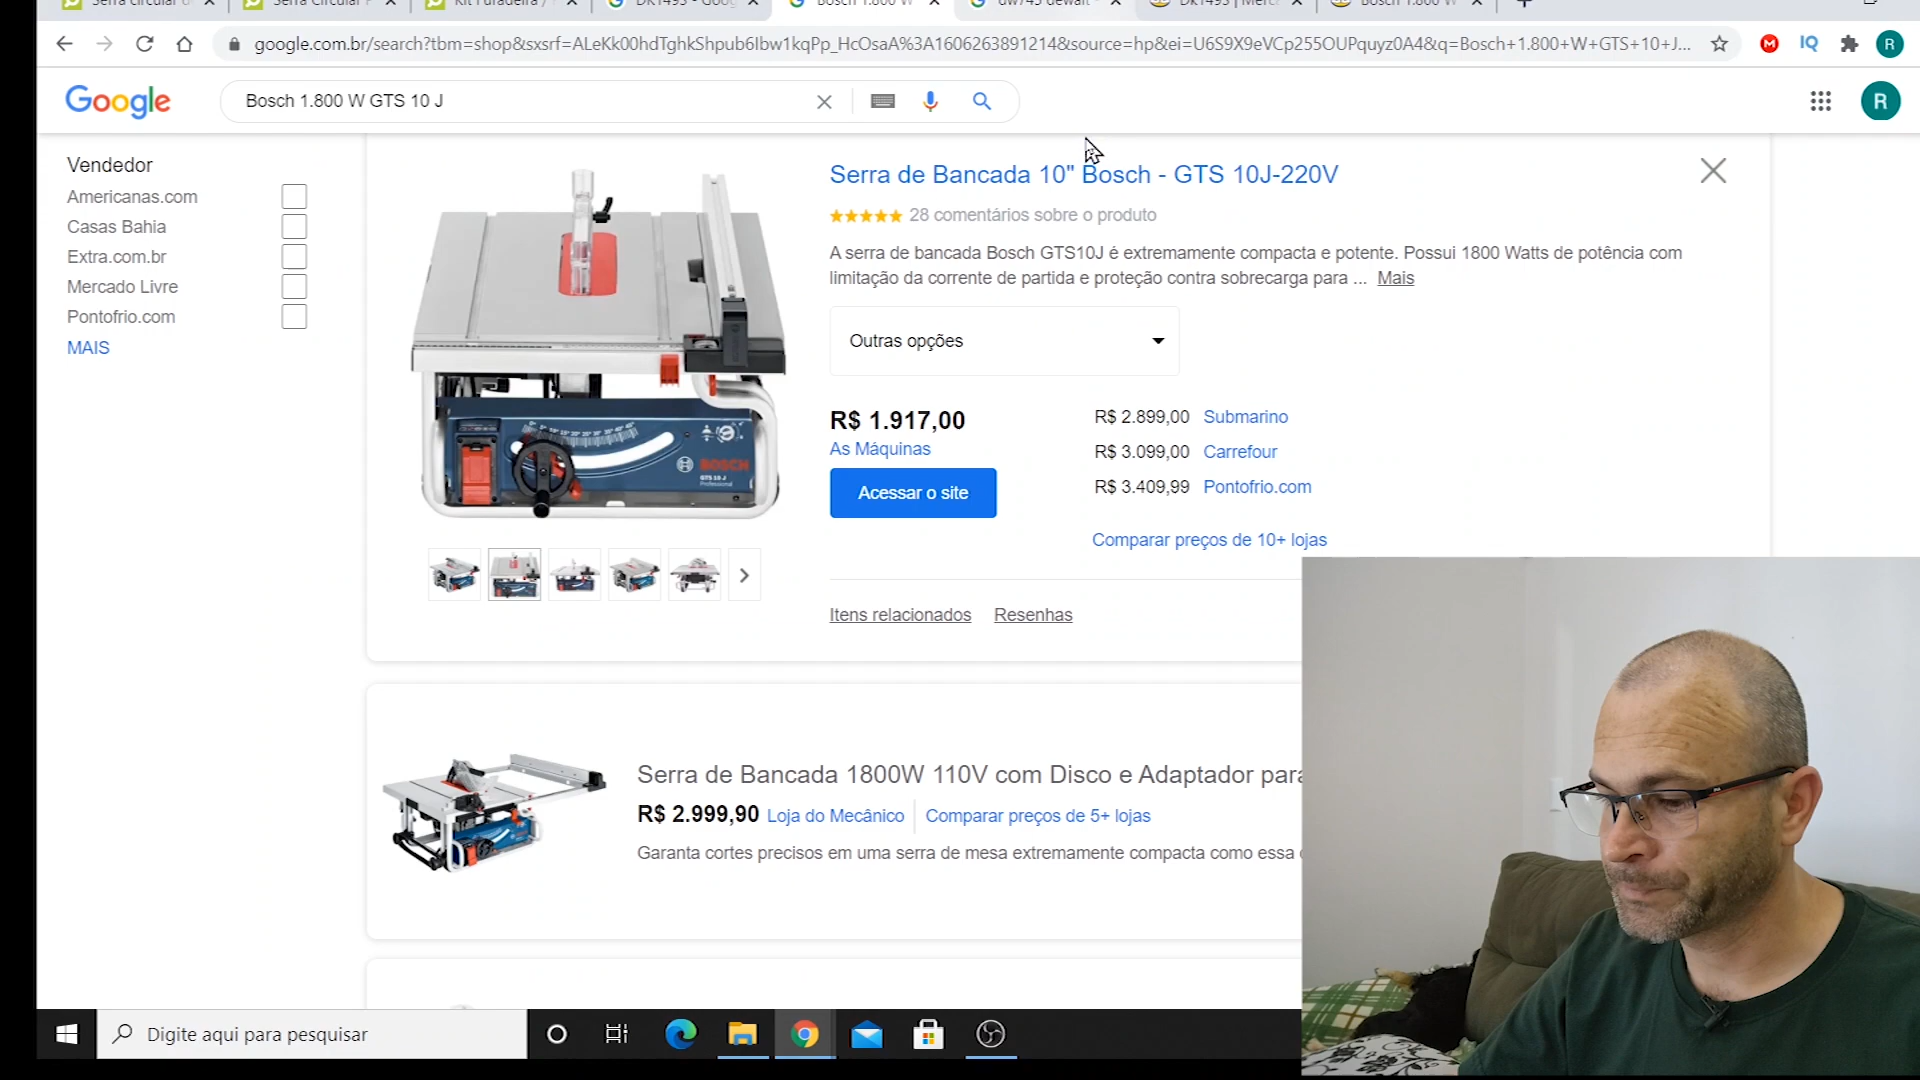 google.com.br/search?tbm=shop&sxsrf=ALeKk00hdTghkShpub6Ibw1kqPp_HcOsaA%3A1606263891214&source=hp&ei=U6S9X9eVCp255OUPquyz0A4&q=Bosch+1.800+W+GTS+10+J...
M
IQ
R
Google
Bosch 1.800 W GTS 10 J
R
Vendedor
Americanas.com
Casas Bahia
Extra.com.br
Mercado Livre
Pontofrio.com
MAIS
Serra de Bancada 10" Bosch - GTS 10J-220V
28 comentários sobre o produto
A serra de bancada Bosch GTS10J é extremamente compacta e potente. Possui 1800 Watts de potência com
limitação da corrente de partida e proteção contra sobrecarga para ... Mais
Outras opções
R$ 1.917,00
As Máquinas
Acessar o site
R$ 2.899,00 Submarino
R$ 3.099,00 Carrefour
R$ 3.409,99 Pontofrio.com
Comparar preços de 10+ lojas
Itens relacionados Resenhas
BOSCH
GTS 10 J
Professional
Serra de Bancada 1800W 110V com Disco e Adaptador para
R$ 2.999,90 Loja do Mecânico Comparar preços de 5+ lojas
Garanta cortes precisos em uma serra de mesa extremamente compacta como essa
Digite aqui para pesquisar